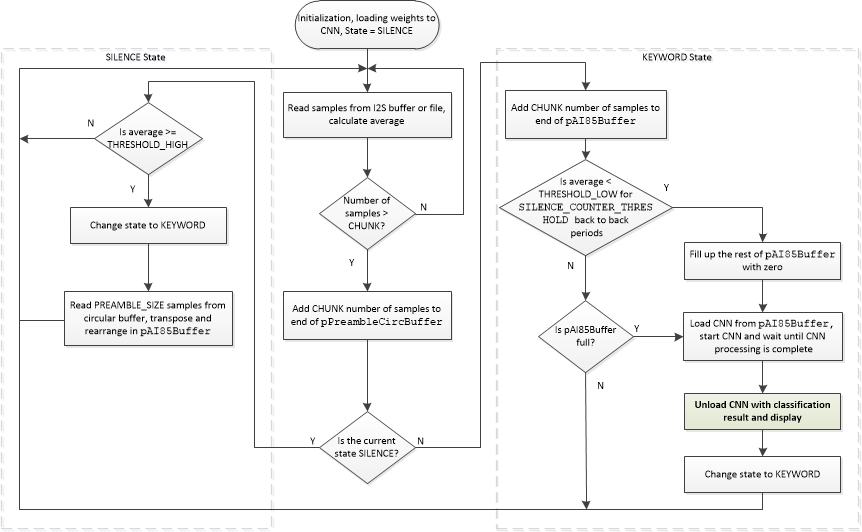 Initialization, loading weights to
CNN, State = SILENCE
SILENCE State
N
Is average >=
THRESHOLD_HIGH
Y
Change state to KEYWORD
Read PREAMBLE_SIZE samples from
circular buffer, transpose and
rearrange in pAI85Buffer
Read samples from I2S buffer or file,
calculate average
Number of
samples >
CHUNK?
N
Y
Add CHUNK number of samples to
end of pPreambleCircBuffer
Y
Is the current
state SILENCE?
N
KEYWORD State
Add CHUNK number of samples to
end of pAI85Buffer
Is average <
THRESHOLD_LOW for
SILENCE_COUNTER_THRES
HOLD back to back
periods
Y
N
Fill up the rest of pAI85Buffer
with zero
Is pAI85Buffer
full?
Y
N
Load CNN from pAI85Buffer,
start CNN and wait until CNN
processing is complete
Unload CNN with classification
result and display
Change state to KEYWORD